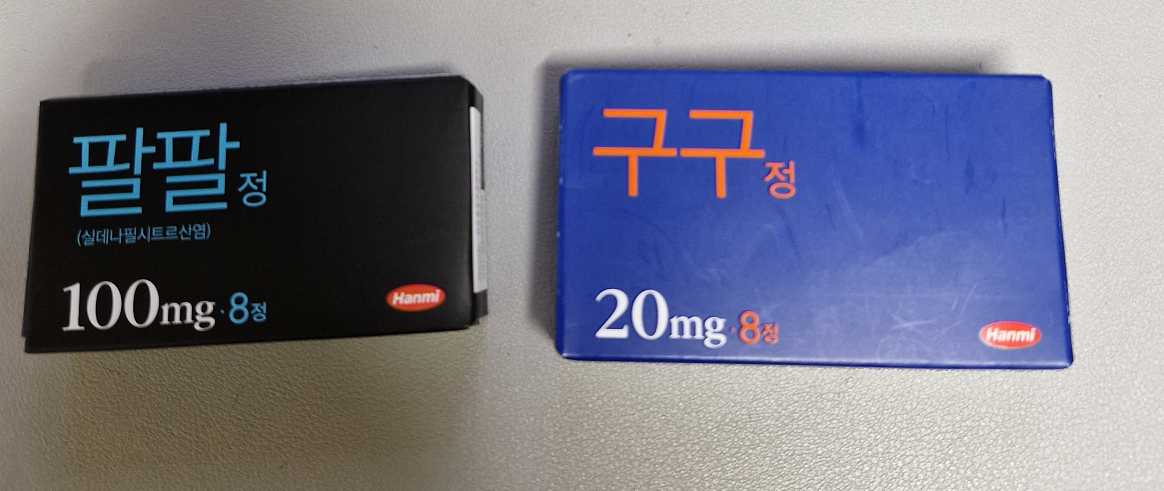 팔팔정
(실데나필시트르산염)
100mg·8정
Hanmi
구구정
20mg·8정
Hanmi